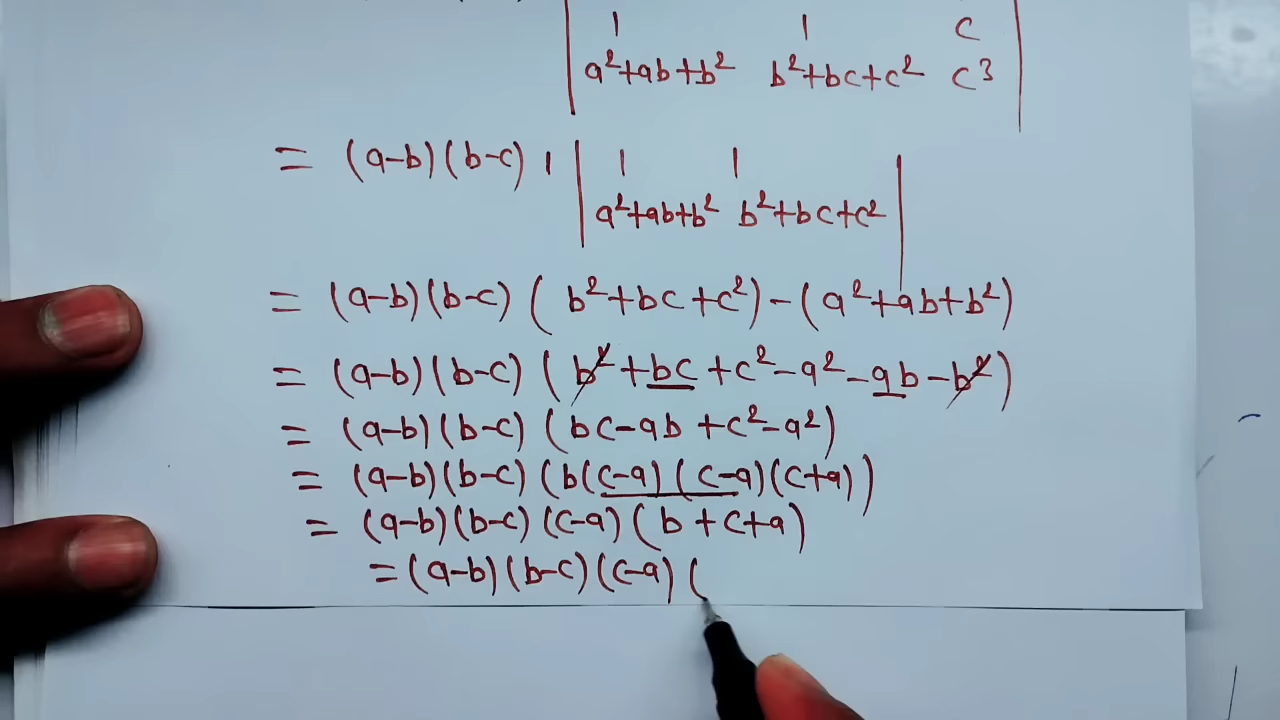 | 1 1 c |
| a²+ab+b² b²+bc+c² c³ |
= (a-b)(b-c) 1 | 1 1 |
| a²+ab+b² b²+bc+c² |
= (a-b)(b-c) ( b²+bc+c²)-(a²+ab+b²)
= (a-b)(b-c) ( b²+bc+c²-a²-ab-b²)
= (a-b)(b-c) (bc-ab+c²-a²)
= (a-b)(b-c) (b(c-a)(c-a)(c+a))
= (a-b)(b-c)(c-a)(b+c+a)
=(a-b)(b-c)(c-a)(